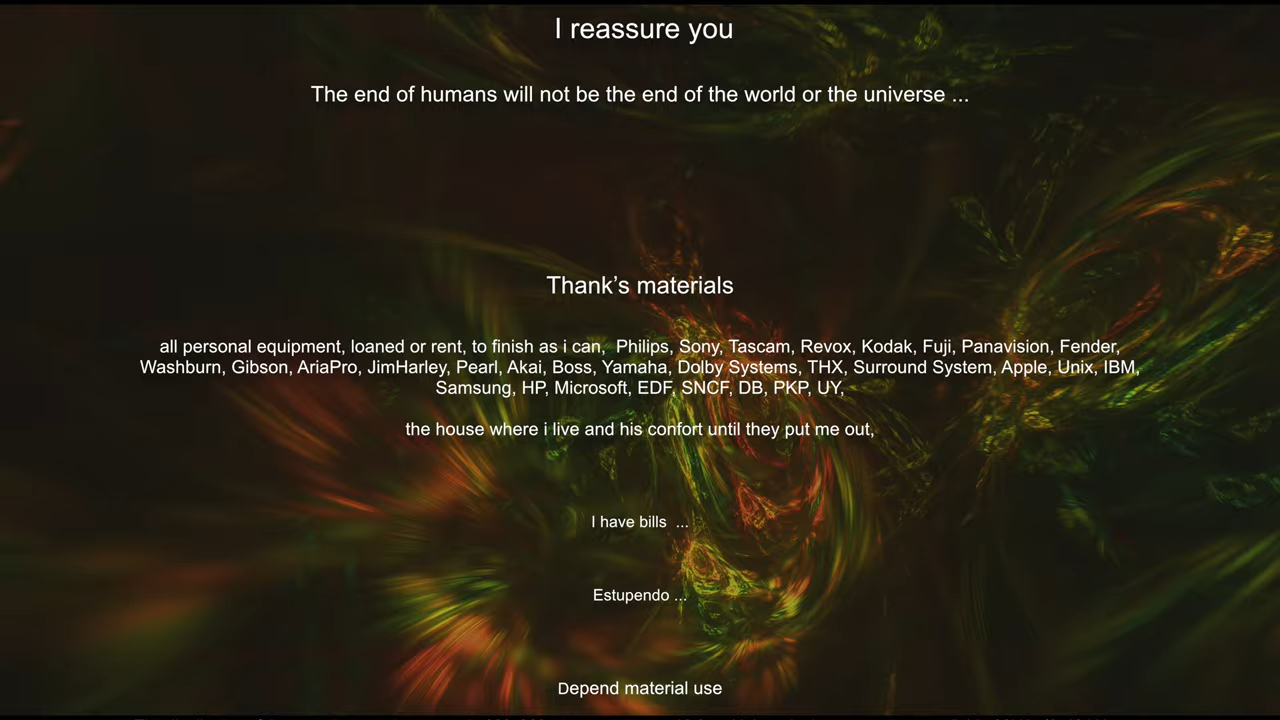 I reassure you
The end of humans will not be the end of the world or the universe ...
Thank’s materials
all personal equipment, loaned or rent, to finish as i can,  Philips, Sony, Tascam, Revox, Kodak, Fuji, Panavision, Fender,
Washburn, Gibson, AriaPro, JimHarley, Pearl, Akai, Boss, Yamaha, Dolby Systems, THX, Surround System, Apple, Unix, IBM,
Samsung, HP, Microsoft, EDF, SNCF, DB, PKP, UY,
the house where i live and his confort until they put me out,
I have bills  ...
Estupendo ...
Depend material use